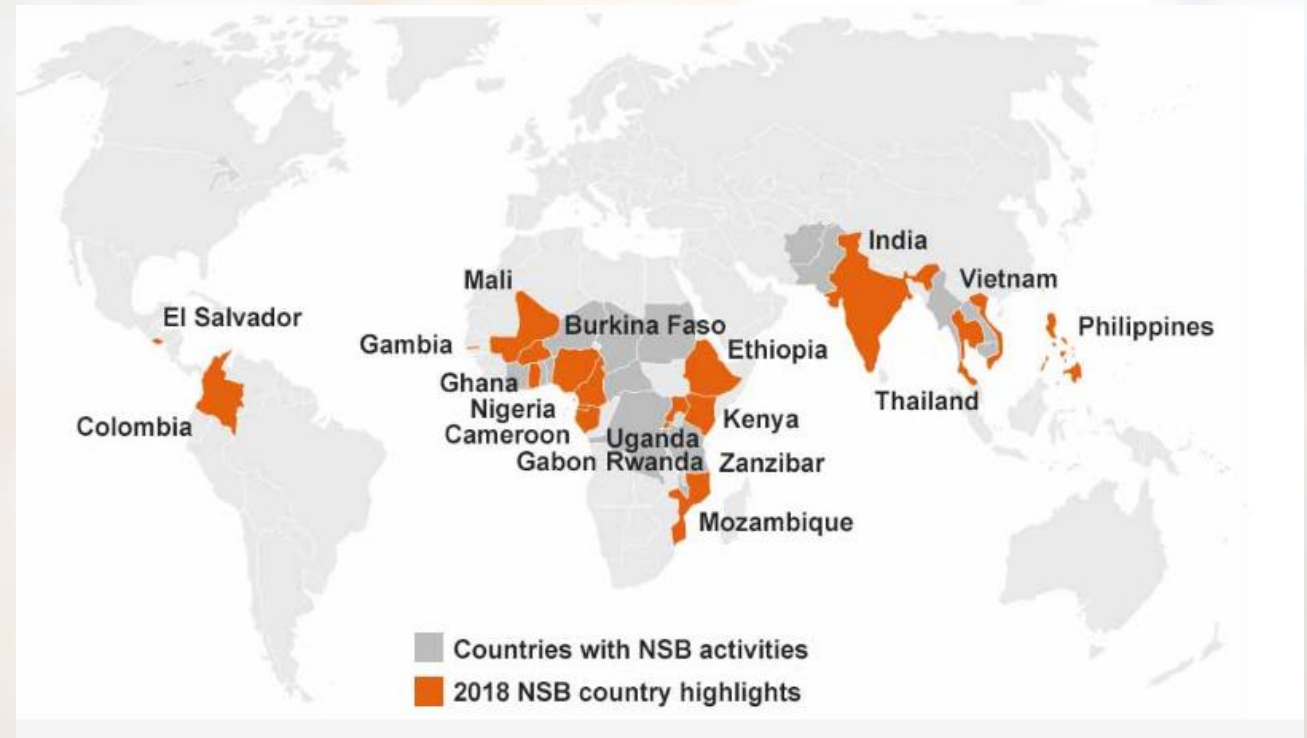 India
Mali
Vietnam
El Salvador
Burkina Faso
Philippines
Gambia
Ethiopia
Ghana
Thailand
Nigeria
Kenya
Colombia
Cameroon
Uganda
Gabon Rwanda
Zanzibar
Mozambique
Countries with NSB activities
2018 NSB country highlights